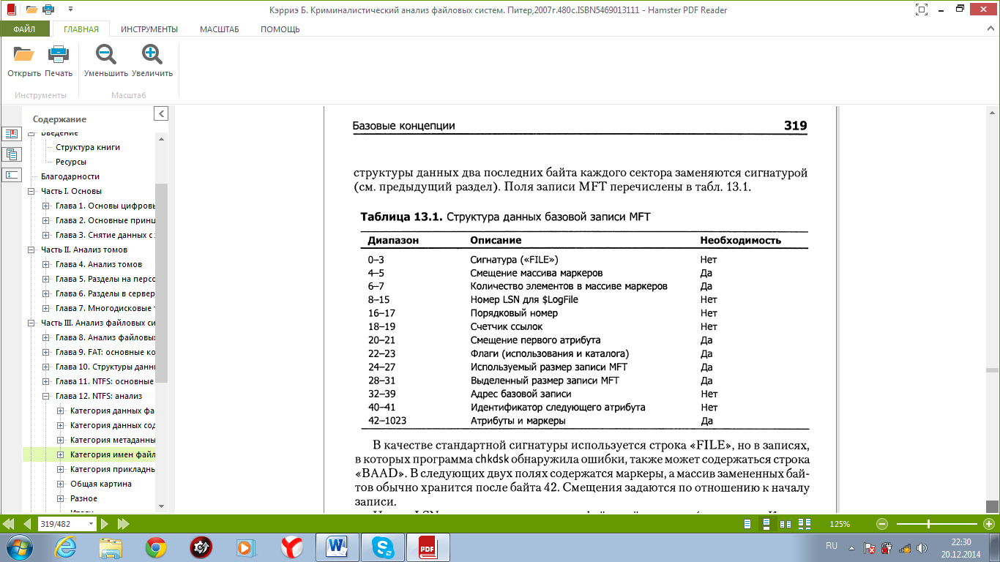 Кэрриэ Б. Криминалистический анализ файловых систем. Питер,2007г.480с.ISBN5469013111 - Hamster PDF Reader
ФАЙЛ ГЛАВНАЯ ИНСТРУМЕНТЫ МАСШТАБ ПОМОЩЬ
Открыть Печать Уменьшить Увеличить
Инструменты Масштаб
Содержание
Введение
Структура книги
Ресурсы
Благодарности
Часть I. Основы
Глава 1. Основы цифровы
Глава 2. Основные принц
Глава 3. Снятие данных с
Часть II. Анализ томов
Глава 4. Анализ томов
Глава 5. Разделы на персо
Глава 6. Разделы в сервер
Глава 7. Многодисковые т
Часть III. Анализ файловых си
Глава 8. Анализ файловых
Глава 9. FAT: основные ко
Глава 10. Структуры данн
Глава 11. NTFS: основные
Глава 12. NTFS: анализ
Категория данных фа
Категория данных сод
Категория метаданны
Категория имен файл
Категория прикладны
Общая картина
Разное
Итоги
Базовые концепции 319
структуры данных два последних байта каждого сектора заменяются сигнатурой
(см. предыдущий раздел). Поля записи MFT перечислены в табл. 13.1.
Таблица 13.1. Структура данных базовой записи MFT
Диапазон Описание Необходимость
0–3 Сигнатура («FILE») Нет
4–5 Смещение массива маркеров Да
6–7 Количество элементов в массиве маркеров Да
8–15 Номер LSN для $LogFile Нет
16–17 Порядковый номер Нет
18–19 Счетчик ссылок Нет
20–21 Смещение первого атрибута Да
22–23 Флаги (использования и каталога) Да
24–27 Используемый размер записи MFT Да
28–31 Выделенный размер записи MFT Да
32–39 Адрес базовой записи Нет
40–41 Идентификатор следующего атрибута Нет
42–1023 Атрибуты и маркеры Да
В качестве стандартной сигнатуры используется строка «FILE», но в записях,
в которых программа chkdsk обнаружила ошибки, также может содержаться строка
«BAAD». В следующих двух полях содержатся маркеры, а массив замененных бай-
тов обычно хранится после байта 42. Смещения задаются по отношению к началу
записи.
319/482 125%
RU 22:30
20.12.2014